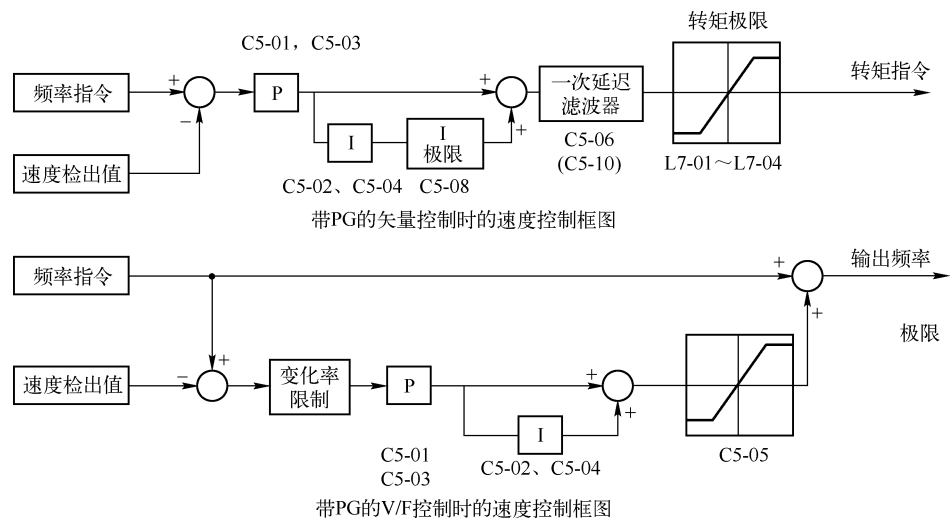 转矩极限
C5-01，C5-03
频率指令
+
−
P
+
+
一次延迟
滤波器
转矩指令
I
I
极限
速度检出值
C5-06
(C5-10)
L7-01～L7-04
C5-02、C5-04
C5-08
带PG的矢量控制时的速度控制框图
频率指令
+
输出频率
+
极限
速度检出值
−
+
变化率
限制
P
+
+
I
C5-01
C5-03
C5-02、C5-04
C5-05
带PG的V/F控制时的速度控制框图